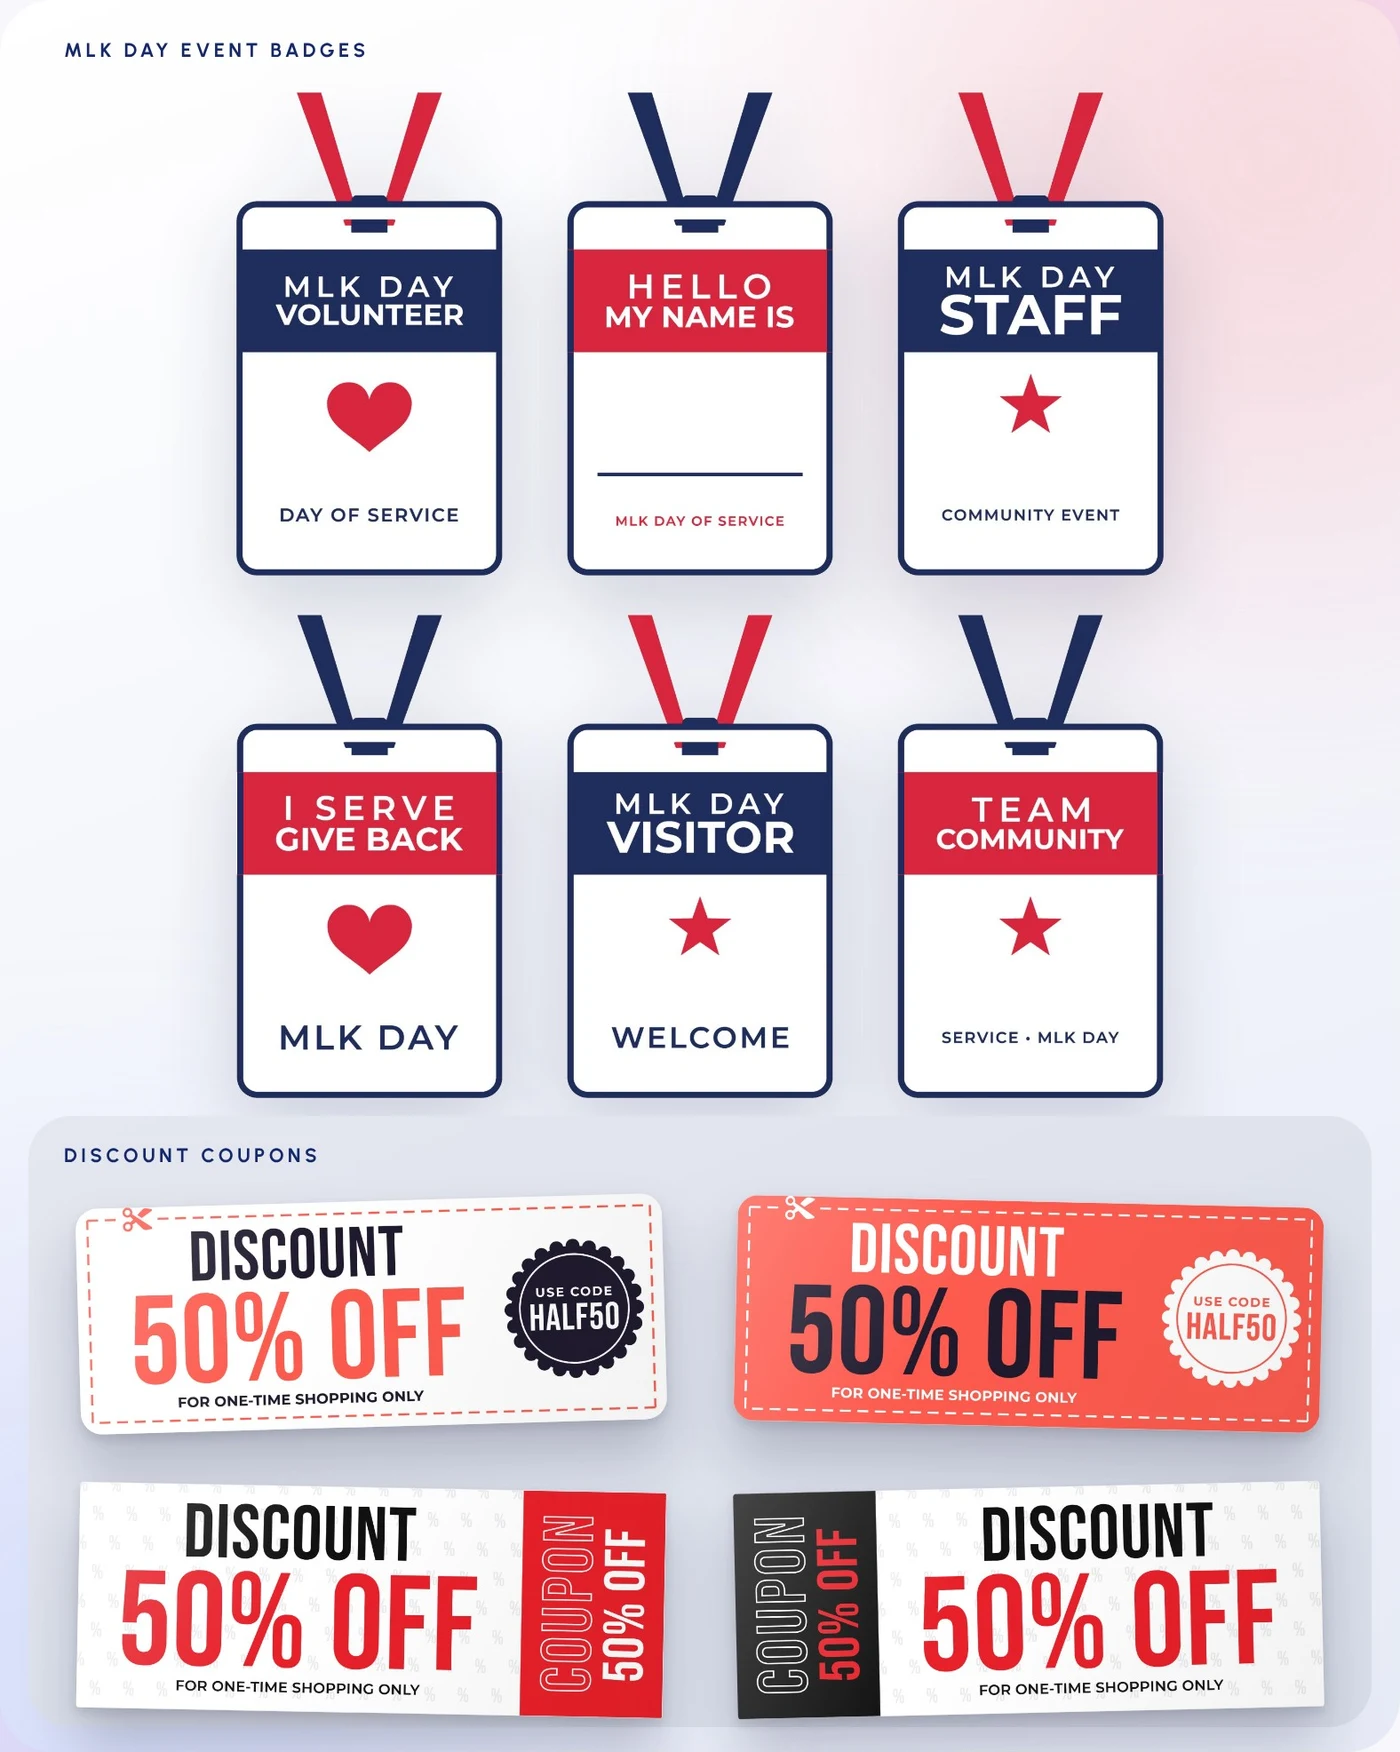 MLK DAY EVENT BADGES
MLK DAY
VOLUNTEER
DAY OF SERVICE
HELLO
MY NAME IS
MLK DAY OF SERVICE
MLK DAY
STAFF
COMMUNITY EVENT
I SERVE
GIVE BACK
MLK DAY
MLK DAY
VISITOR
WELCOME
TEAM
COMMUNITY
SERVICE • MLK DAY
DISCOUNT COUPONS
DISCOUNT
50% OFF
FOR ONE-TIME SHOPPING ONLY
USE CODE
HALF50
DISCOUNT
50% OFF
FOR ONE-TIME SHOPPING ONLY
USE CODE
HALF50
DISCOUNT
50% OFF
FOR ONE-TIME SHOPPING ONLY
COUPON
50% OFF
COUPON
50% OFF
DISCOUNT
50% OFF
FOR ONE-TIME SHOPPING ONLY